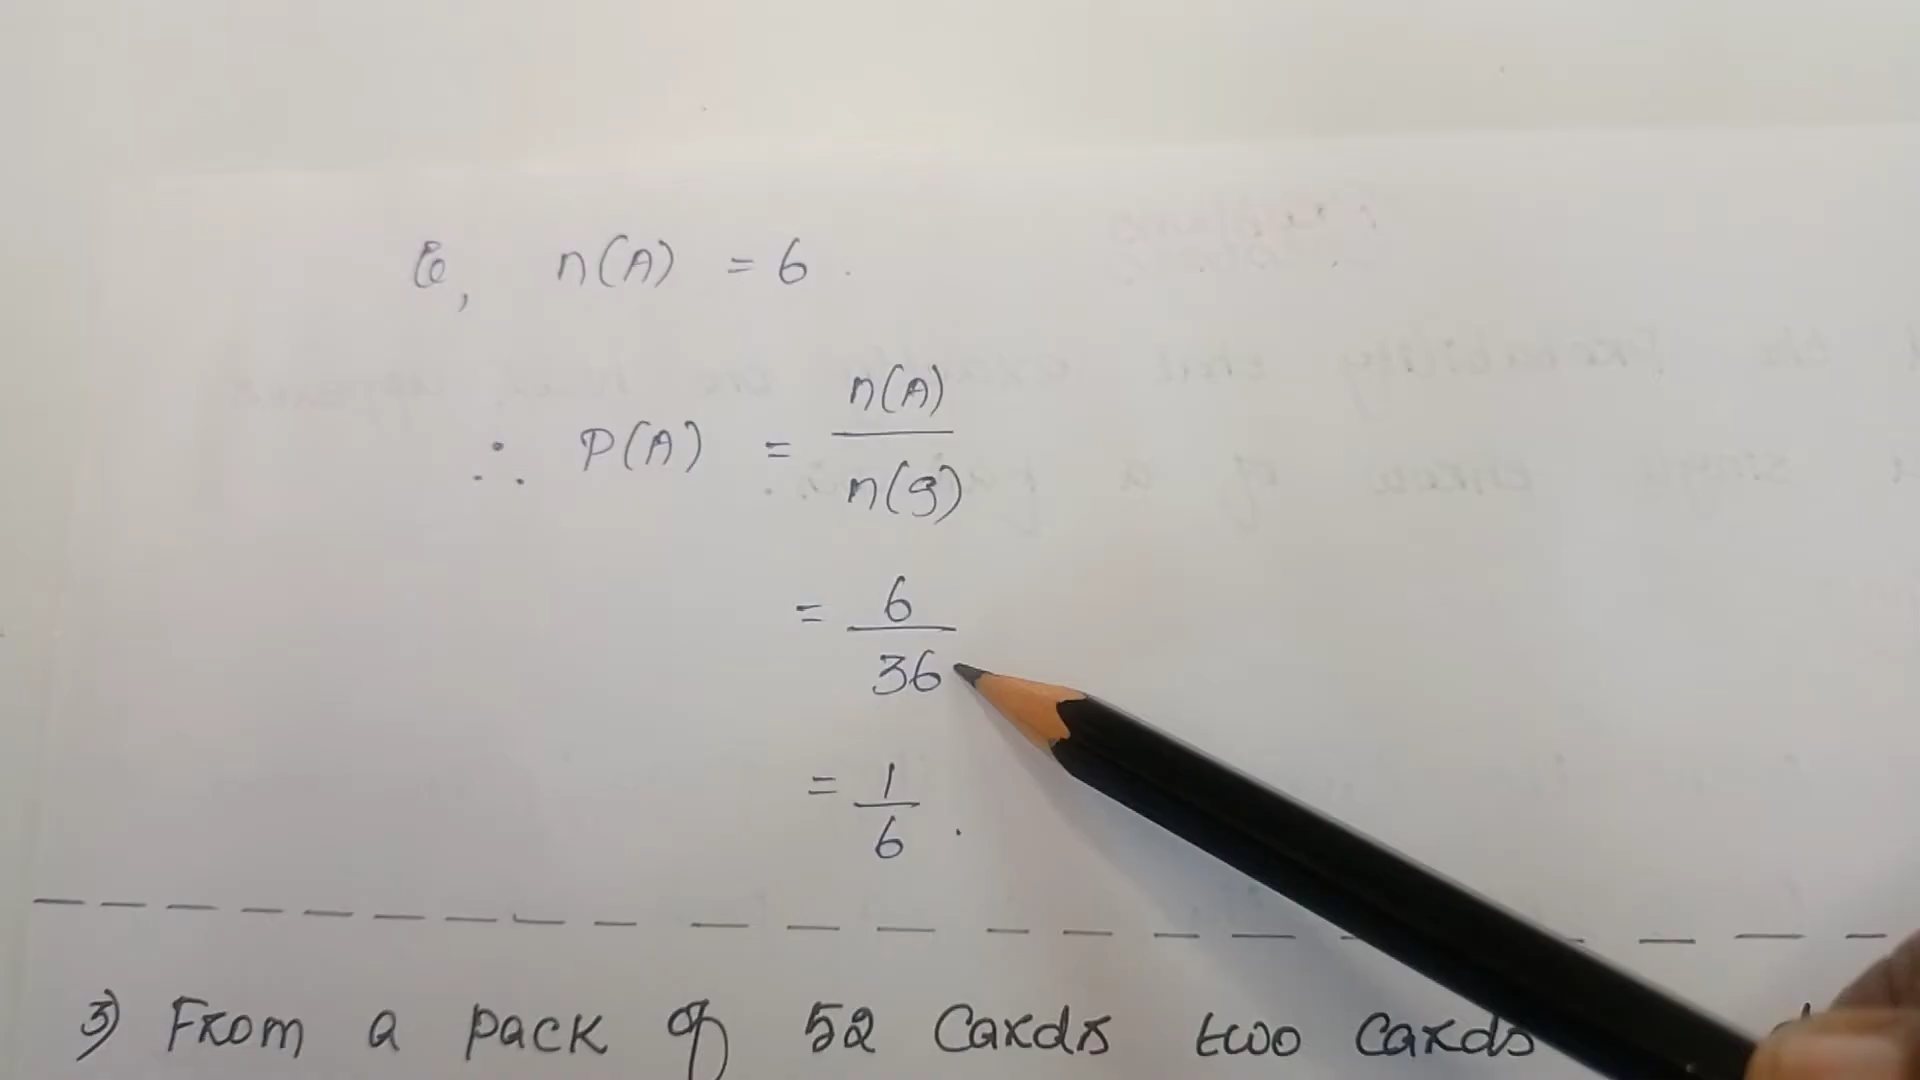 n(A) = 6.
∴ P(A) = n(A) / n(S)
= 6 / 36
= 1 / 6.
3) From a pack of 52 cards two cards